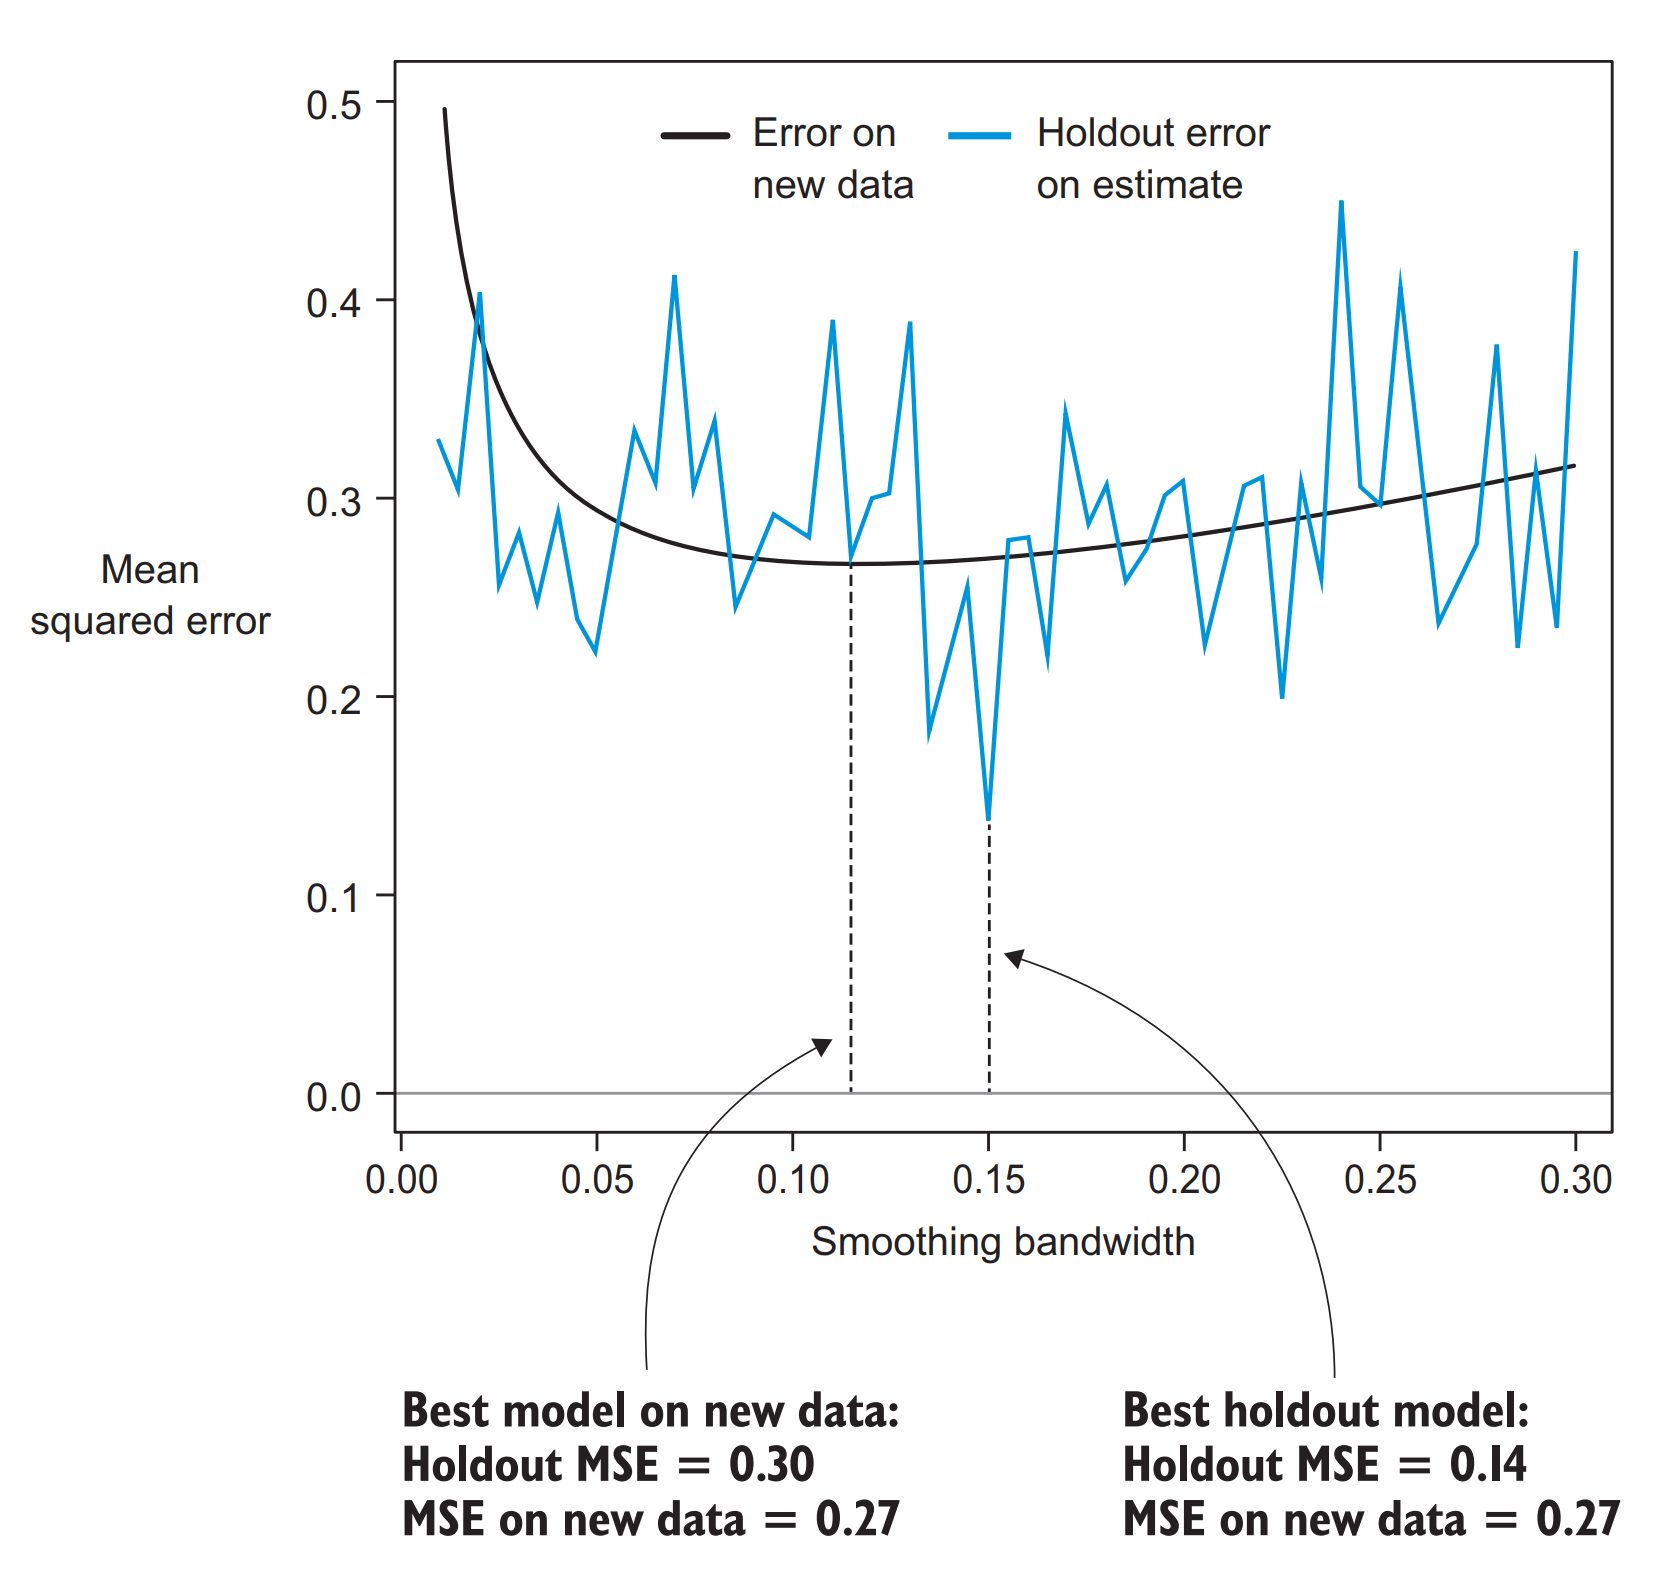 0.5
0.4
0.3
0.2
0.1
0.0
Mean
squared error
Error on
new data
Holdout error
on estimate
0.00 0.05 0.10 0.15 0.20 0.25 0.30
Smoothing bandwidth
Best model on new data:
Holdout MSE = 0.30
MSE on new data = 0.27
Best holdout model:
Holdout MSE = 0.14
MSE on new data = 0.27